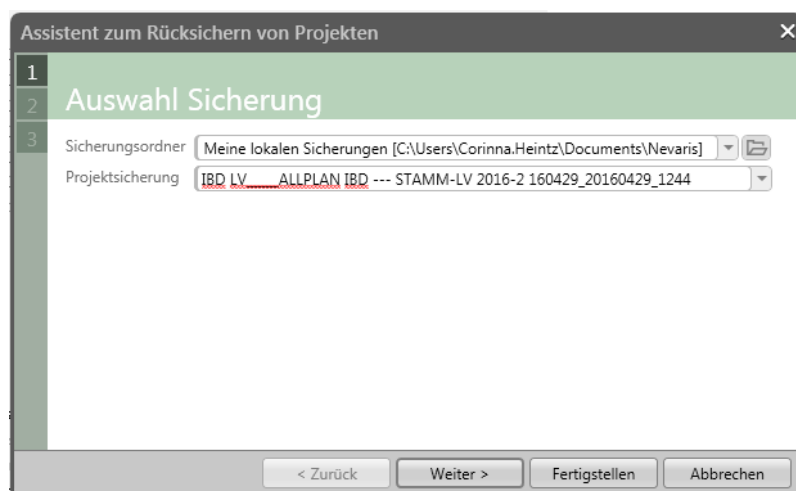 Assistent zum Rücksichern von Projekten
1
Auswahl Sicherung
2
3
Sicherungsordner Meine lokalen Sicherungen [C:\Users\Corinna.Heintz\Documents\Nevaris]
Projektsicherung IBD LV____ALLPLAN IBD --- STAMM-LV 2016-2 160429_20160429_1244
< Zurück Weiter > Fertigstellen Abbrechen